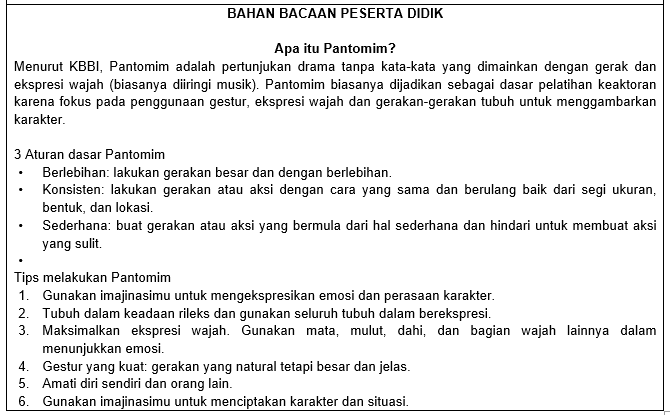 BAHAN BACAAN PESERTA DIDIK
Apa itu Pantomim?
Menurut KBBI, Pantomim adalah pertunjukan drama tanpa kata-kata yang dimainkan dengan gerak dan
ekspresi wajah (biasanya diiringi musik). Pantomim biasanya dijadikan sebagai dasar pelatihan keaktoran
karena fokus pada penggunaan gestur, ekspresi wajah dan gerakan-gerakan tubuh untuk menggambarkan
karakter.
3 Aturan dasar Pantomim
• Berlebihan: lakukan gerakan besar dan dengan berlebihan.
• Konsisten: lakukan gerakan atau aksi dengan cara yang sama dan berulang baik dari segi ukuran,
bentuk, dan lokasi.
• Sederhana: buat gerakan atau aksi yang bermula dari hal sederhana dan hindari untuk membuat aksi
yang sulit.
•
Tips melakukan Pantomim
1. Gunakan imajinasimu untuk mengekspresikan emosi dan perasaan karakter.
2. Tubuh dalam keadaan rileks dan gunakan seluruh tubuh dalam berekspresi.
3. Maksimalkan ekspresi wajah. Gunakan mata, mulut, dahi, dan bagian wajah lainnya dalam
menunjukkan emosi.
4. Gestur yang kuat: gerakan yang natural tetapi besar dan jelas.
5. Amati diri sendiri dan orang lain.
6. Gunakan imajinasimu untuk menciptakan karakter dan situasi.